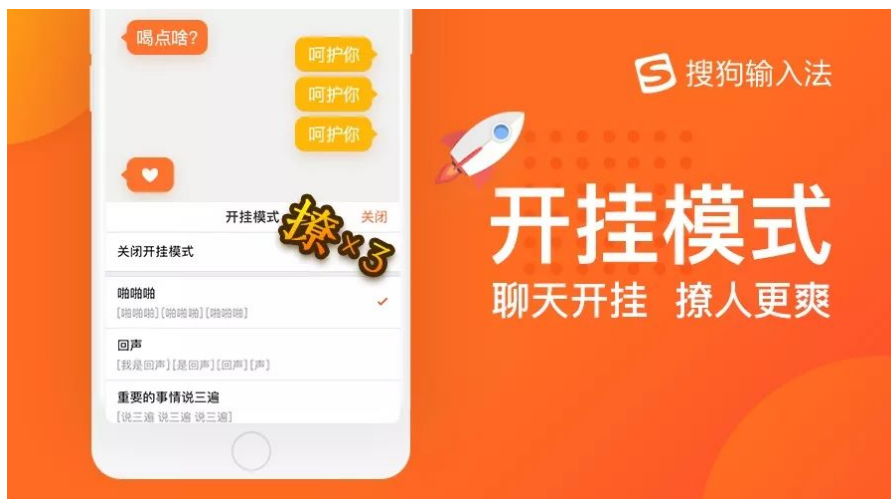 喝点啥?
呵护你
呵护你
呵护你
开挂模式
撩×3
关闭
关闭开挂模式
啪啪啪
[啪啪啪][啪啪啪][啪啪啪]
回声
[我是回声][是回声][回声][声]
重要的事情说三遍
[说三遍 说三遍 说三遍]
S 搜狗输入法
开挂模式
聊天开挂 撩人更爽